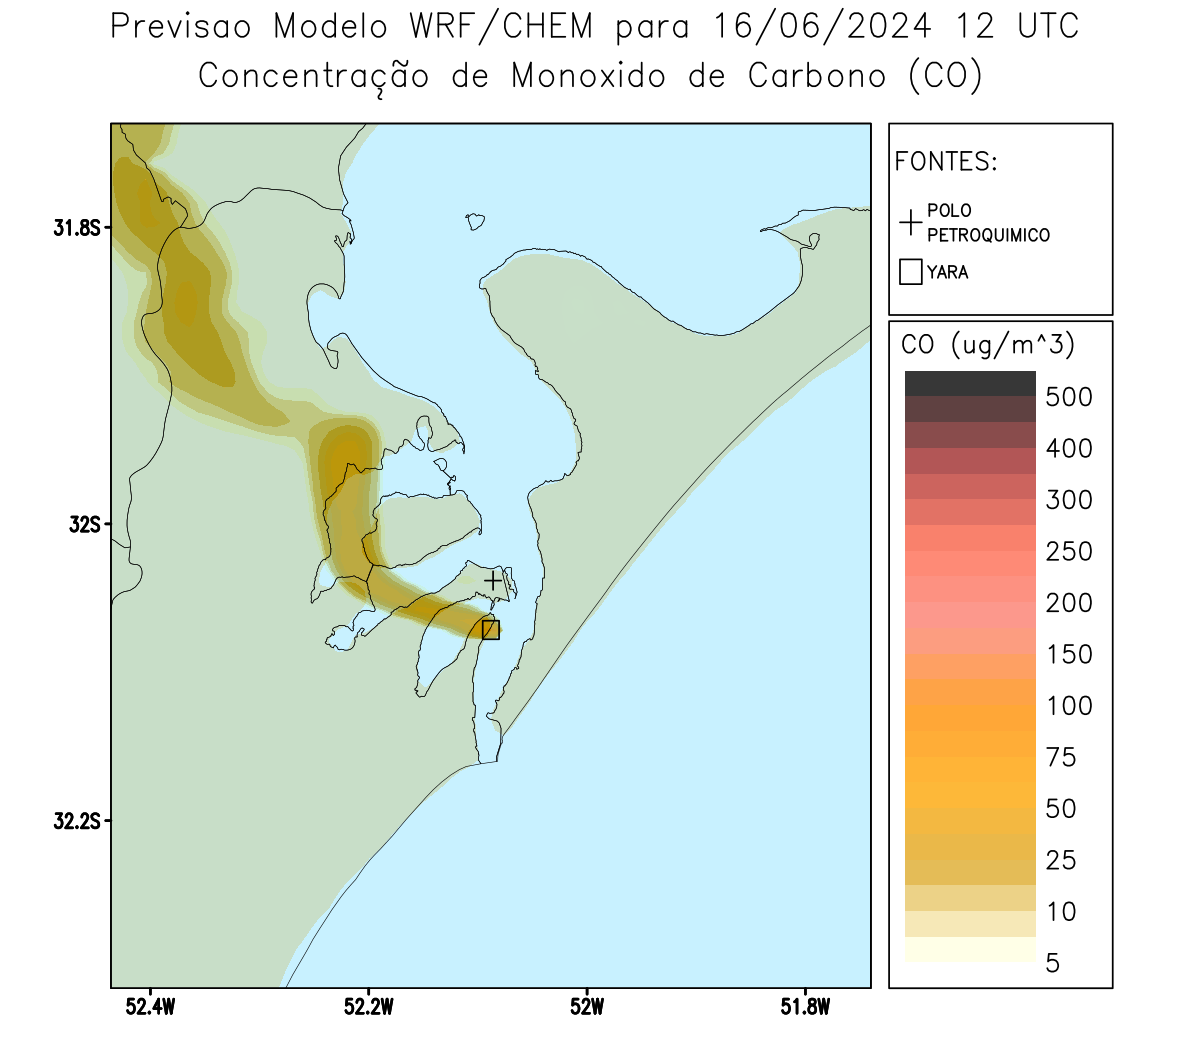 Previsao Modelo WRF/CHEM para 16/06/2024 12 UTC
Concentração de Monoxido de Carbono (CO)
FONTES:
POLO
PETROQUIMICO
YARA
CO (ug/m^3)
500
400
300
250
200
150
100
75
50
25
10
5
31.8S
32S
32.2S
52.4W
52.2W
52W
51.8W